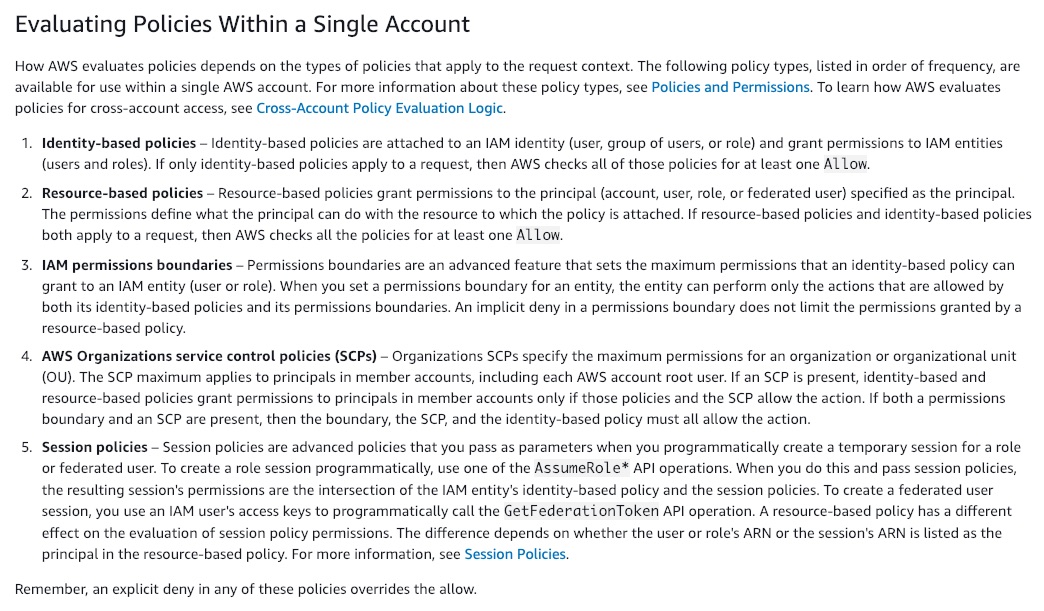 Evaluating Policies Within a Single Account
How AWS evaluates policies depends on the types of policies that apply to the request context. The following policy types, listed in order of frequency, are
available for use within a single AWS account. For more information about these policy types, see Policies and Permissions. To learn how AWS evaluates
policies for cross-account access, see Cross-Account Policy Evaluation Logic.
1. Identity-based policies – Identity-based policies are attached to an IAM identity (user, group of users, or role) and grant permissions to IAM entities
(users and roles). If only identity-based policies apply to a request, then AWS checks all of those policies for at least one Allow.
2. Resource-based policies – Resource-based policies grant permissions to the principal (account, user, role, or federated user) specified as the principal.
The permissions define what the principal can do with the resource to which the policy is attached. If resource-based policies and identity-based policies
both apply to a request, then AWS checks all the policies for at least one Allow.
3. IAM permissions boundaries – Permissions boundaries are an advanced feature that sets the maximum permissions that an identity-based policy can
grant to an IAM entity (user or role). When you set a permissions boundary for an entity, the entity can perform only the actions that are allowed by
both its identity-based policies and its permissions boundaries. An implicit deny in a permissions boundary does not limit the permissions granted by a
resource-based policy.
4. AWS Organizations service control policies (SCPs) – Organizations SCPs specify the maximum permissions for an organization or organizational unit
(OU). The SCP maximum applies to principals in member accounts, including each AWS account root user. If an SCP is present, identity-based and
resource-based policies grant permissions to principals in member accounts only if those policies and the SCP allow the action. If both a permissions
boundary and an SCP are present, then the boundary, the SCP, and the identity-based policy must all allow the action.
5. Session policies – Session policies are advanced policies that you pass as parameters when you programmatically create a temporary session for a role
or federated user. To create a role session programmatically, use one of the AssumeRole* API operations. When you do this and pass session policies,
the resulting session's permissions are the intersection of the IAM entity's identity-based policy and the session policies. To create a federated user
session, you use an IAM user's access keys to programmatically call the GetFederationToken API operation. A resource-based policy has a different
effect on the evaluation of session policy permissions. The difference depends on whether the user or role's ARN or the session's ARN is listed as the
principal in the resource-based policy. For more information, see Session Policies.
Remember, an explicit deny in any of these policies overrides the allow.